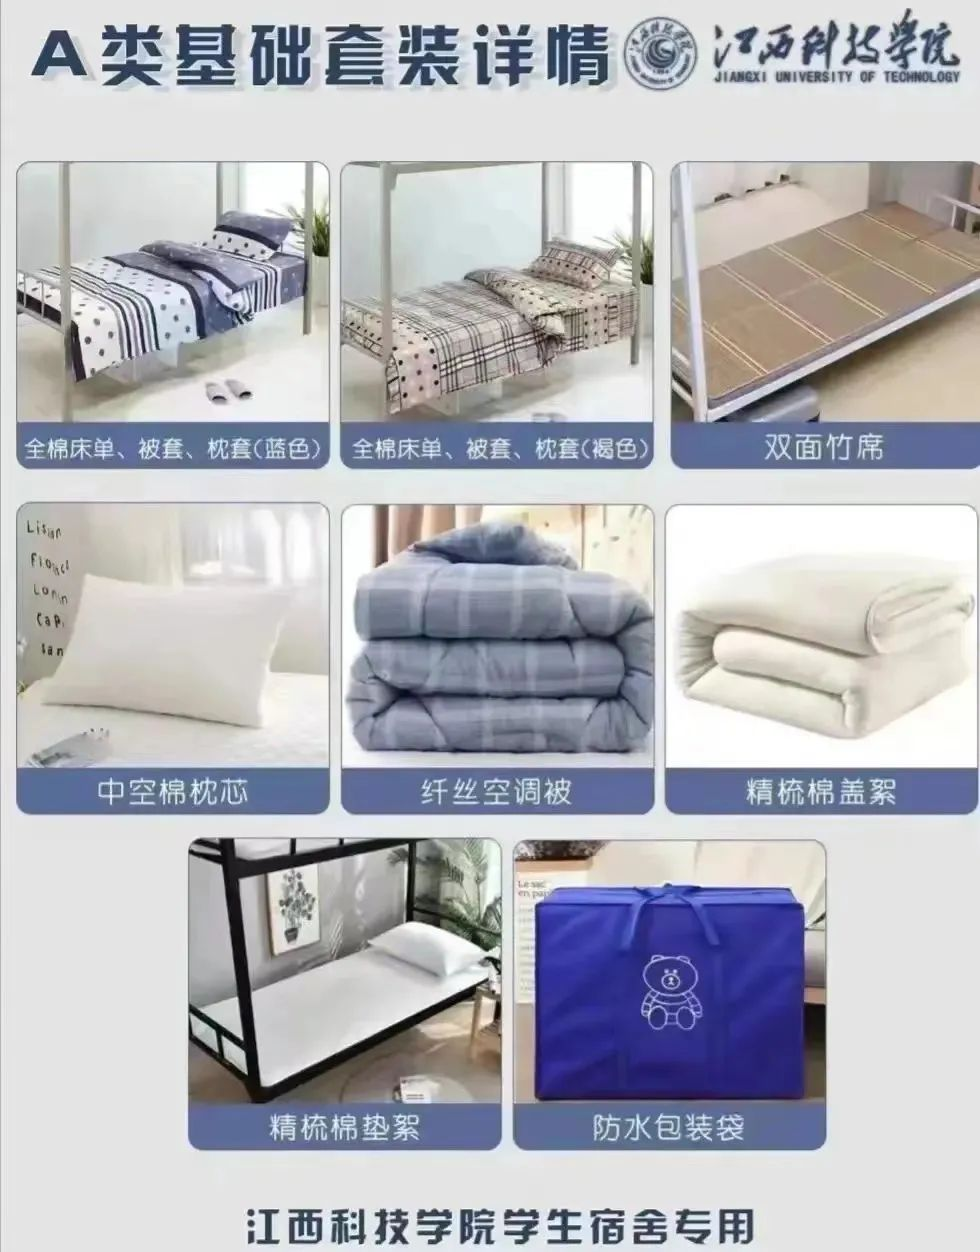 A类基础套装详情
江西科技学院
JIANGXI UNIVERSITY OF TECHNOLOGY
全棉床单、被套、枕套(蓝色)
全棉床单、被套、枕套(褐色)
双面竹席
中空棉枕芯
纤丝空调被
精梳棉盖絮
Le sac
en pap
精梳棉垫絮
防水包装袋
江西科技学院学生宿舍专用